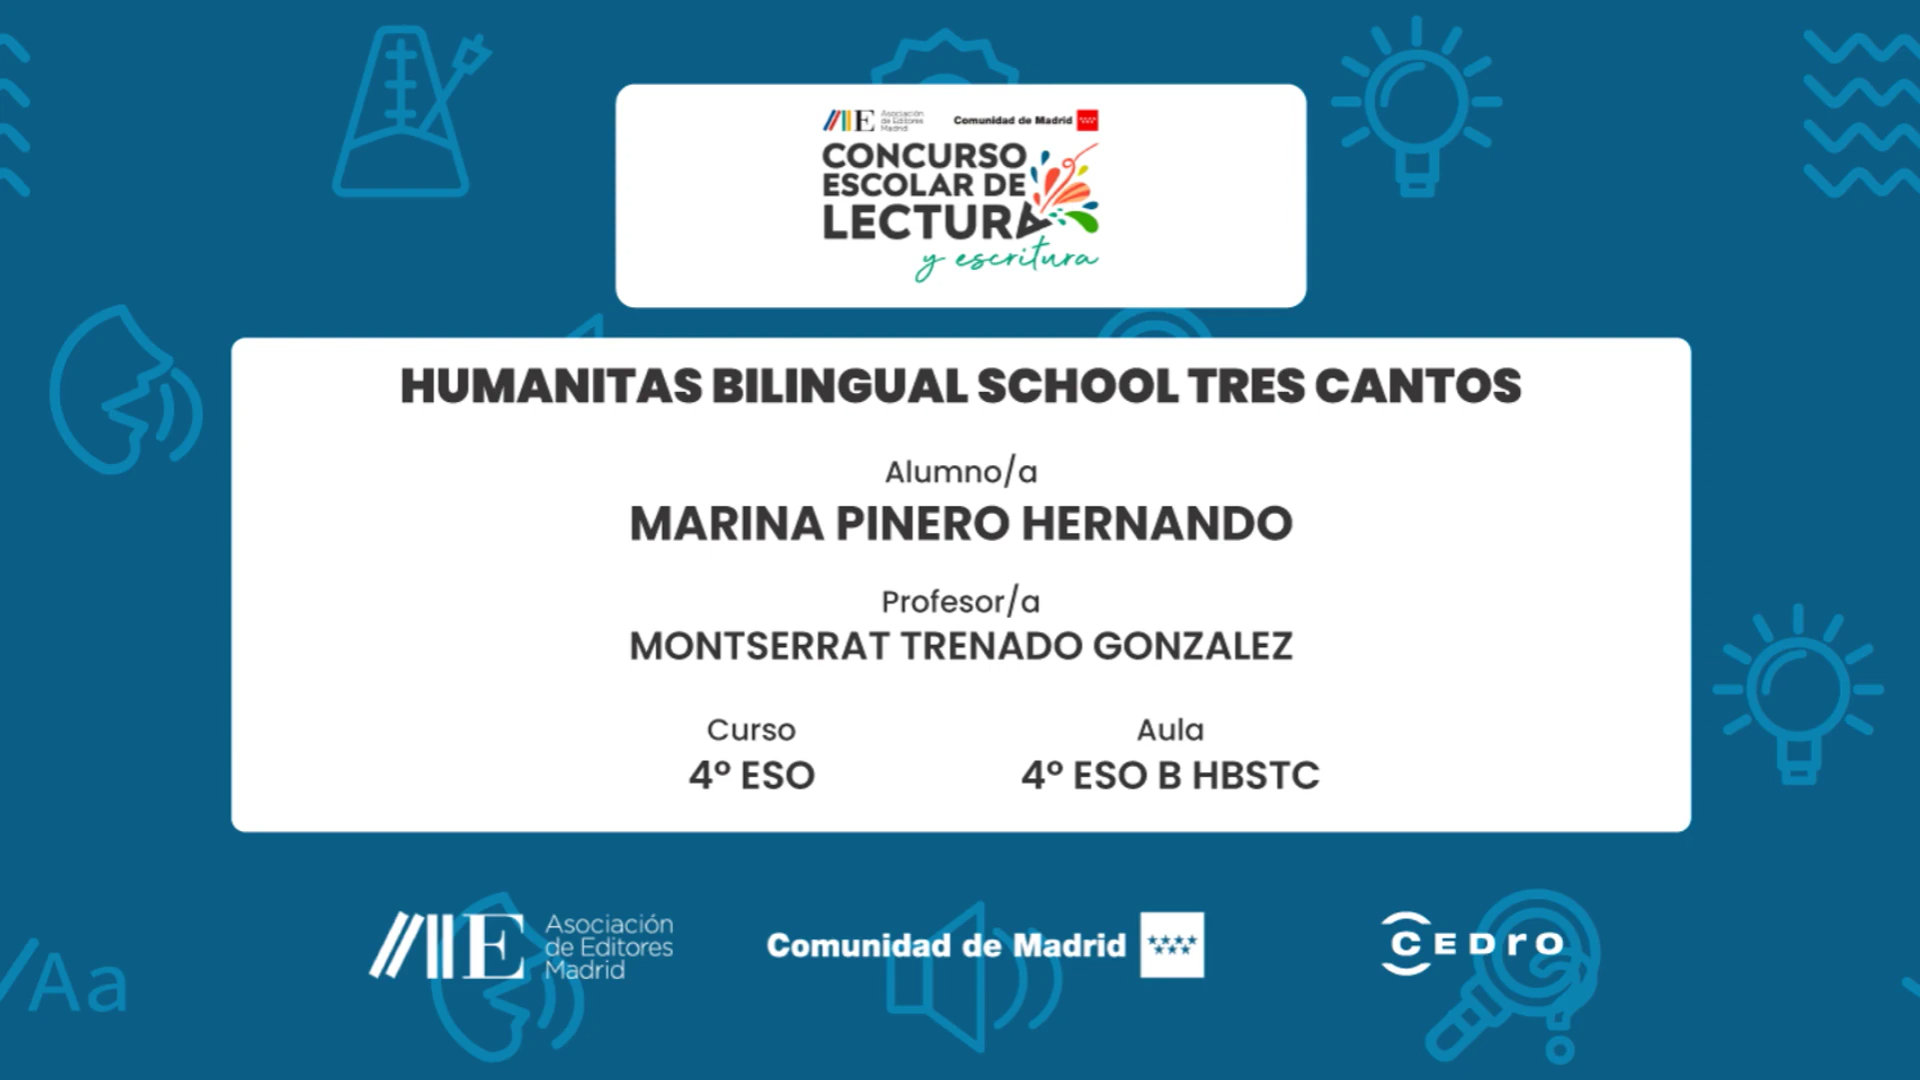 Asociación
de Editores
Madrid
Comunidad de Madrid
CONCURSO
ESCOLAR DE
LECTURA
y escritura
HUMANITAS BILINGUAL SCHOOL TRES CANTOS
Alumno/a
MARINA PINERO HERNANDO
Profesor/a
MONTSERRAT TRENADO GONZALEZ
Curso
Aula
4º ESO
4º ESO B HBSTC
Aa
Asociación
de Editores
Madrid
Comunidad de Madrid
CEDRO